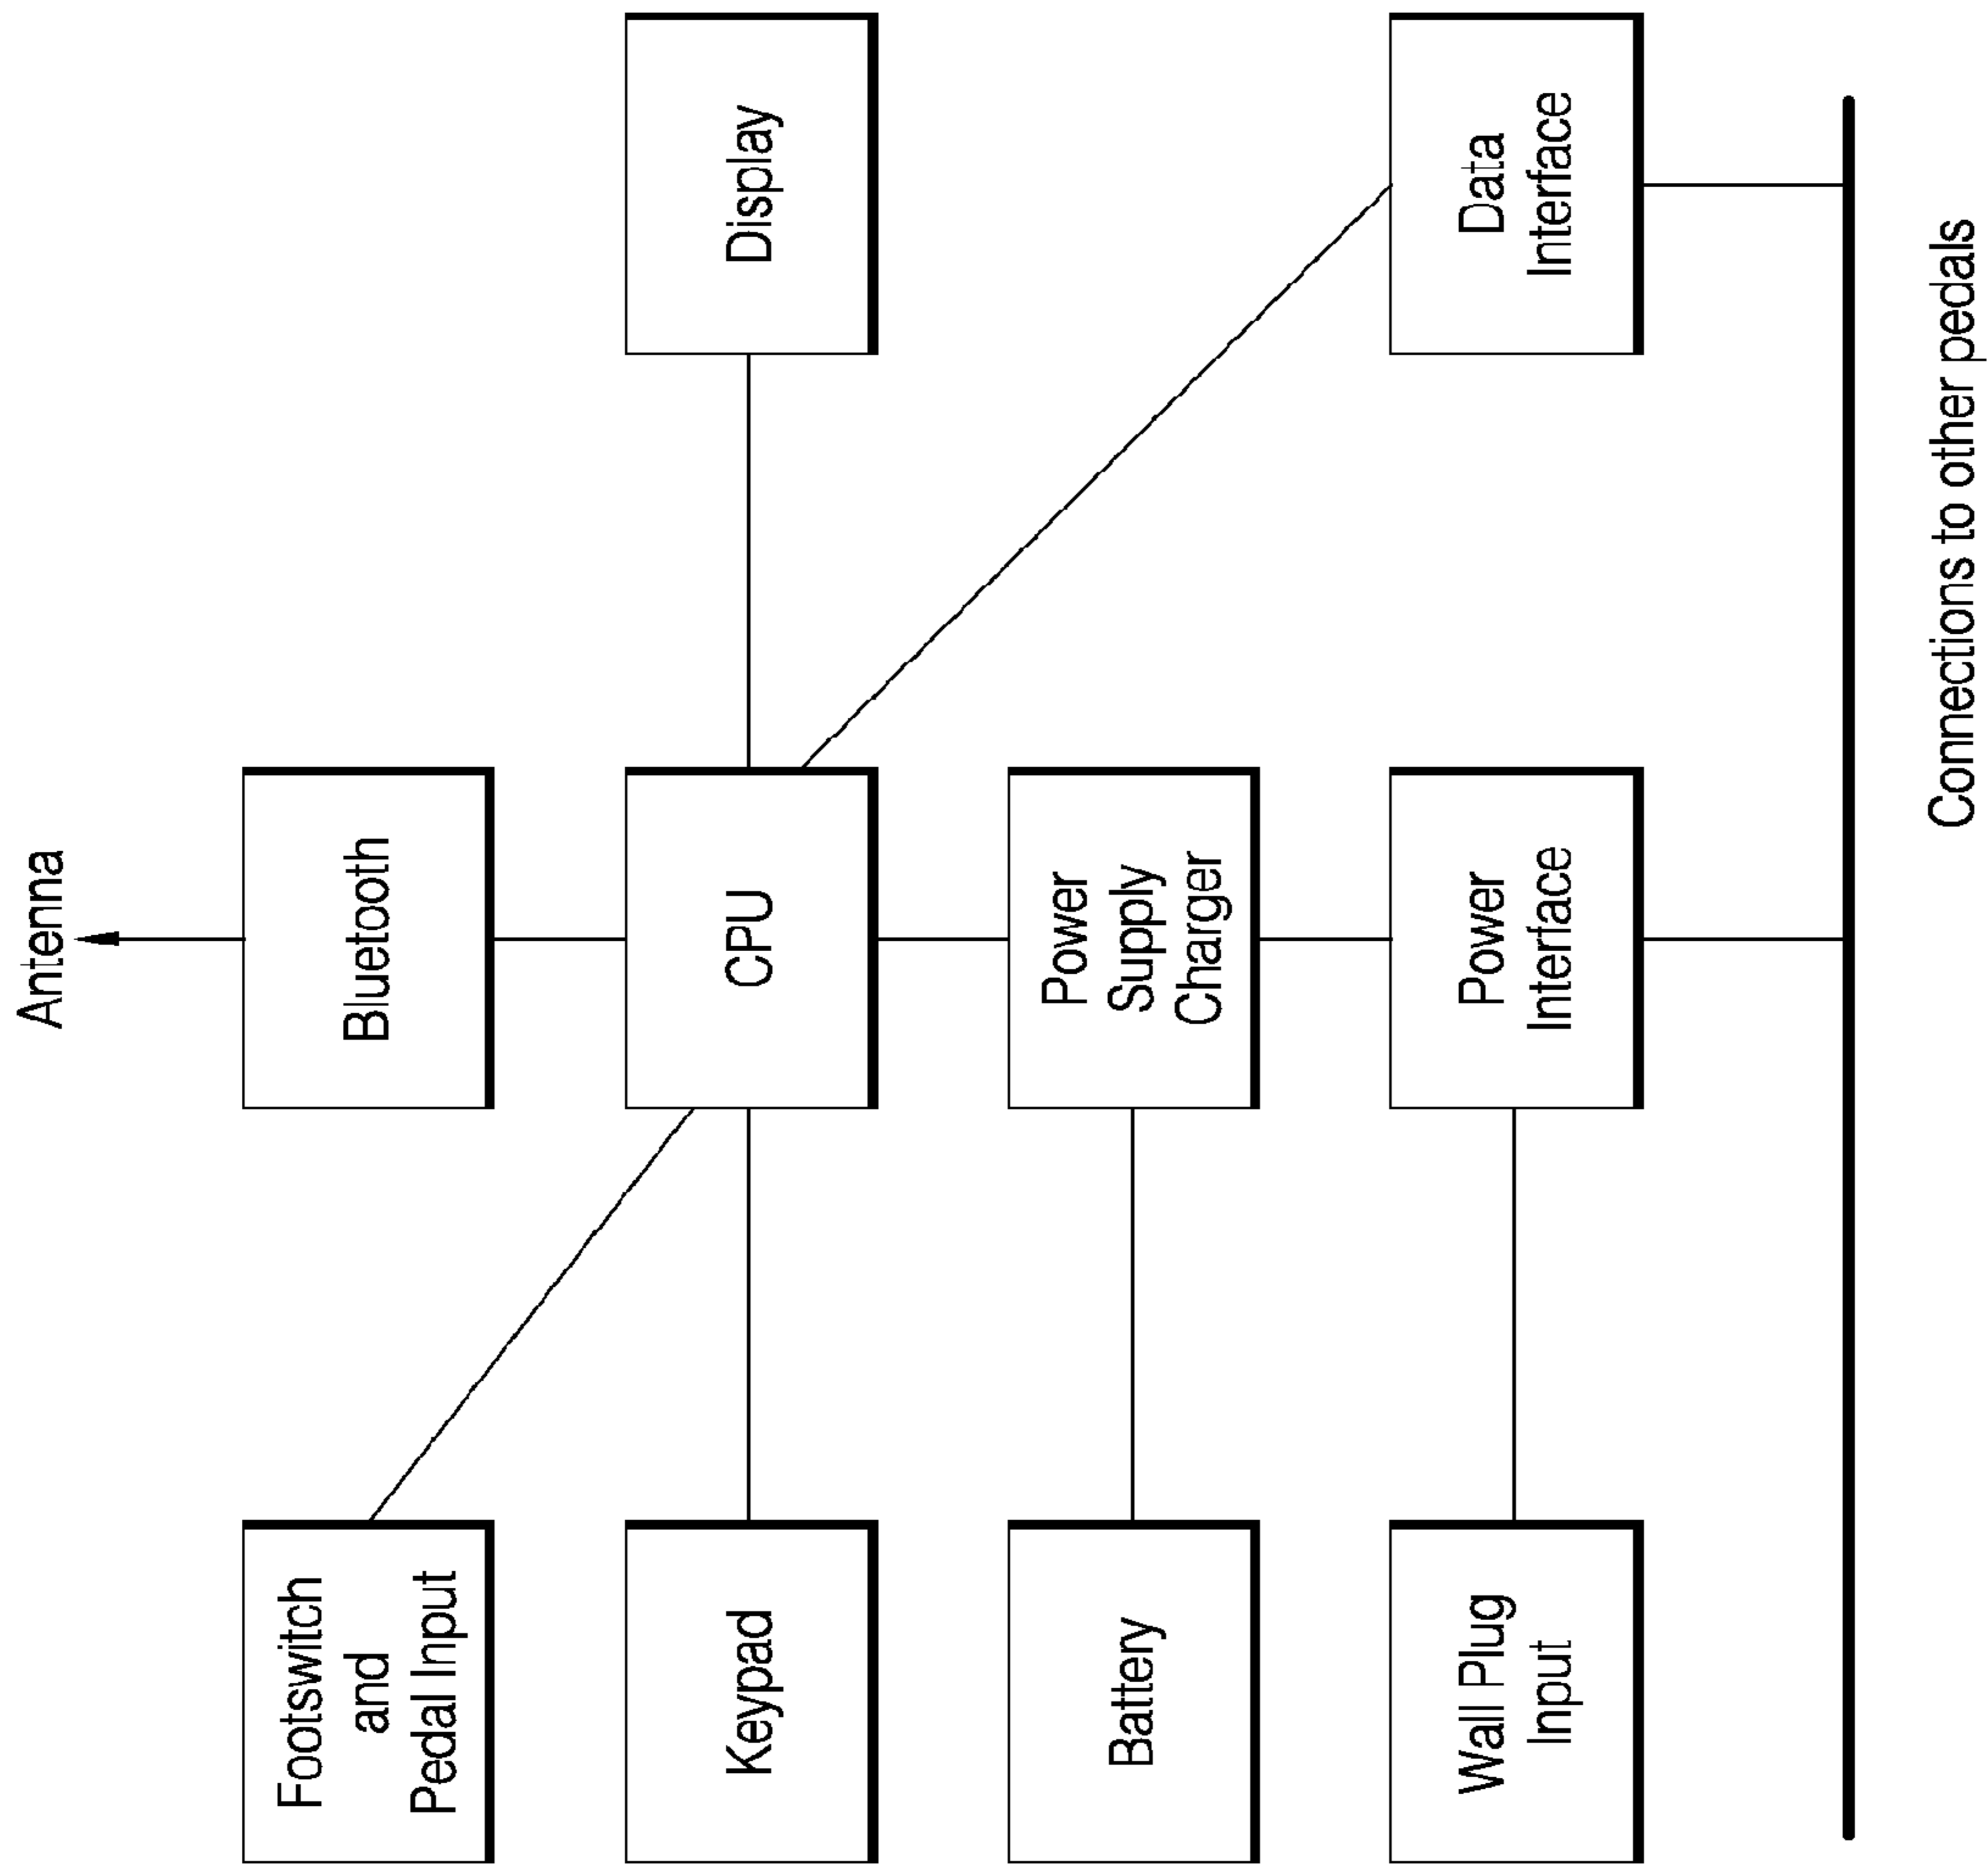 Antenna
Footswitch
and
Pedal Input
Bluetooth
Keypad
CPU
Display
Battery
Power
Supply
Charger
Wall Plug
Input
Power
Interface
Data
Interface
Connections to other pedals